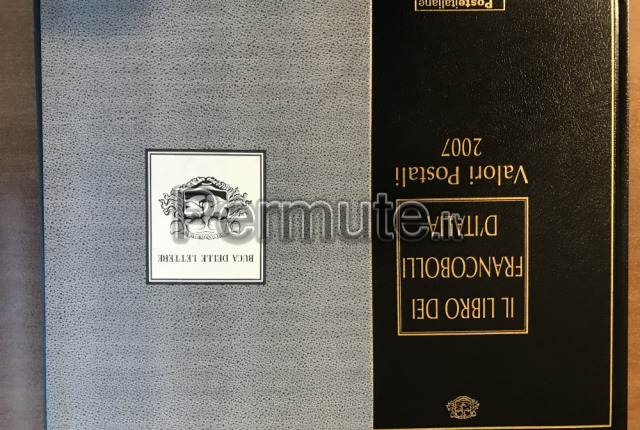 IL LIBRO DEI
FRANCOBOLLI
D'ITALIA
Valori Postali
2007
Posteitaliane
BUCA DELLE LETTERE
Permute.it